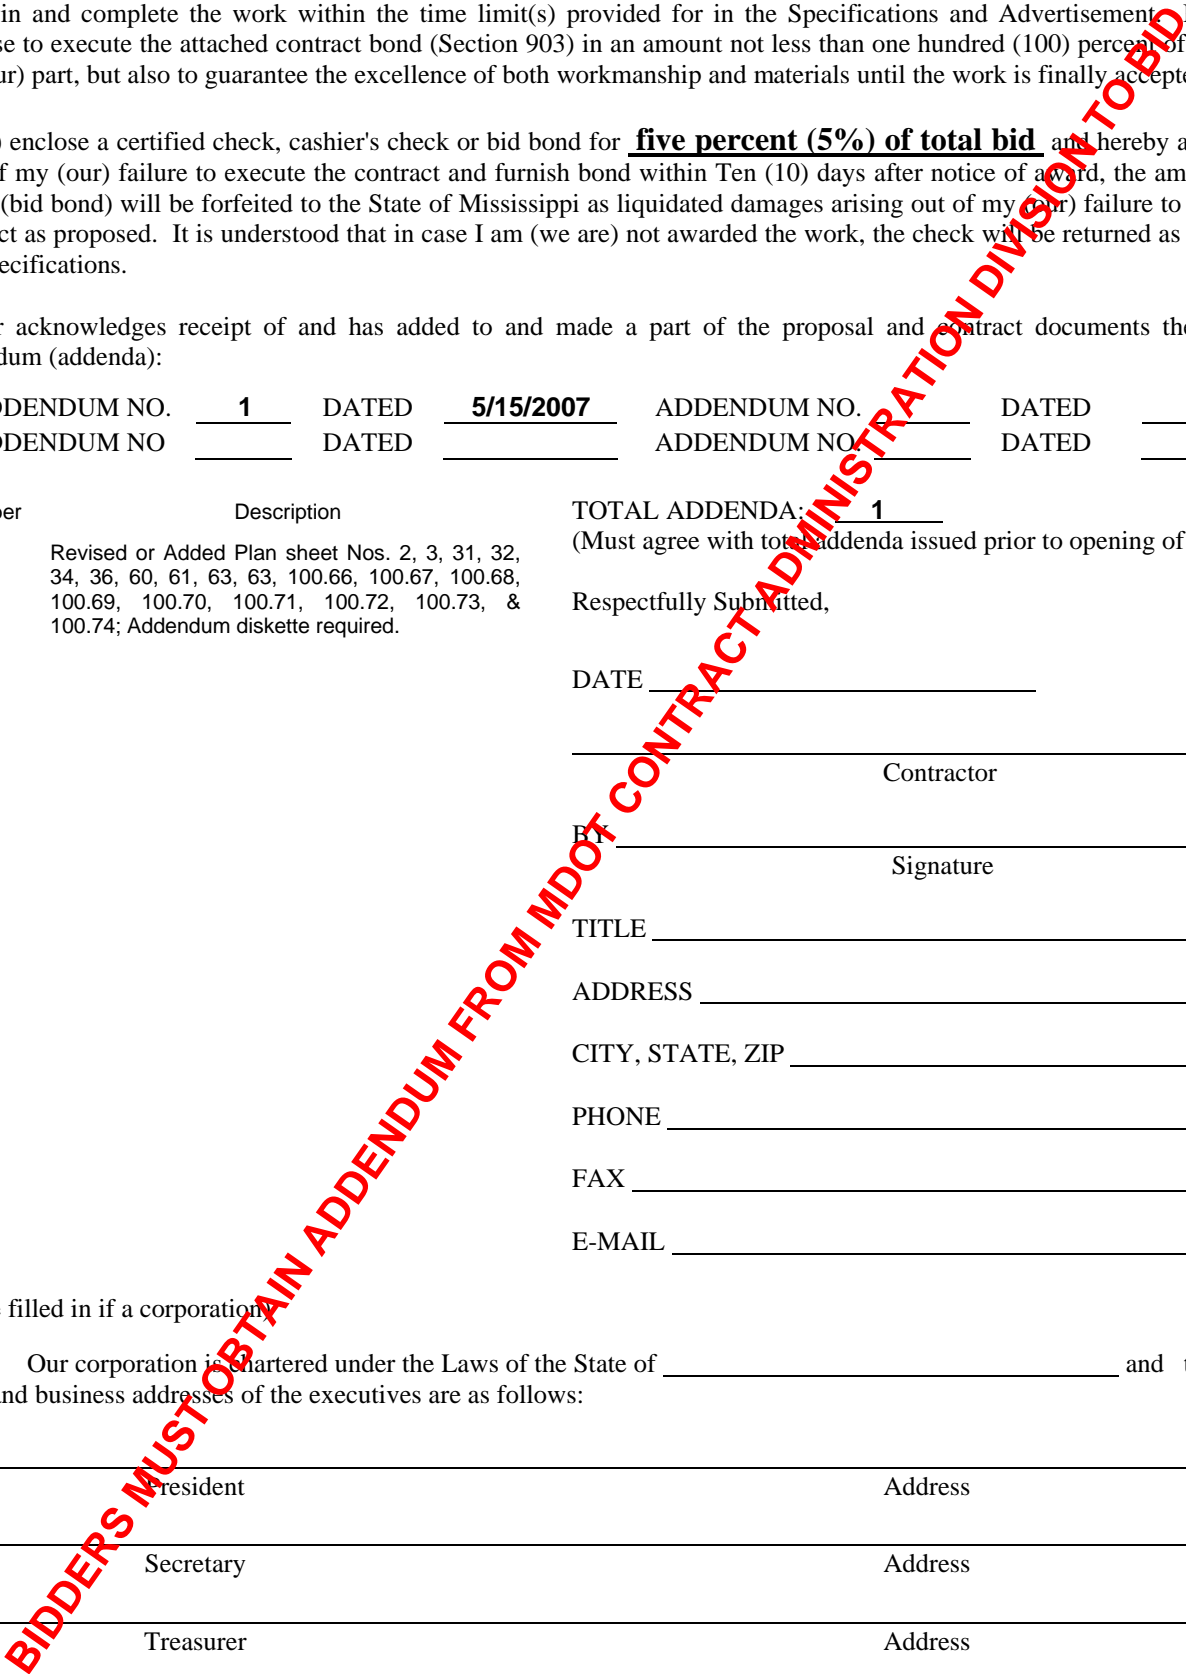 in and complete the work within the time limit(s) provided for in the Specifications and Advertisement.
se to execute the attached contract bond (Section 903) in an amount not less than one hundred (100) percent of
ur) part, but also to guarantee the excellence of both workmanship and materials until the work is finally accepte
) enclose a certified check, cashier's check or bid bond for five percent (5%) of total bid and hereby a
f my (our) failure to execute the contract and furnish bond within Ten (10) days after notice of award, the am
(bid bond) will be forfeited to the State of Mississippi as liquidated damages arising out of my (our) failure to
ct as proposed. It is understood that in case I am (we are) not awarded the work, the check will be returned as
ecifications.
r acknowledges receipt of and has added to and made a part of the proposal and contract documents the
dum (addenda):
DDENDUM NO. 1 DATED 5/15/2007 ADDENDUM NO. DATED
DDENDUM NO DATED ADDENDUM NO. DATED
ber Description
Revised or Added Plan sheet Nos. 2, 3, 31, 32,
34, 36, 60, 61, 63, 63, 100.66, 100.67, 100.68,
100.69, 100.70, 100.71, 100.72, 100.73, &
100.74; Addendum diskette required.
TOTAL ADDENDA: 1
(Must agree with total addenda issued prior to opening of
Respectfully Submitted,
DATE
Contractor
BY
Signature
TITLE
ADDRESS
CITY, STATE, ZIP
PHONE
FAX
E-MAIL
e filled in if a corporation)
Our corporation is chartered under the Laws of the State of and t
and business addresses of the executives are as follows:
President Address
Secretary Address
Treasurer Address
BIDDERS MUST OBTAIN ADDENDUM FROM MDOT CONTRACT ADMINISTRATION DIVISION TO BID